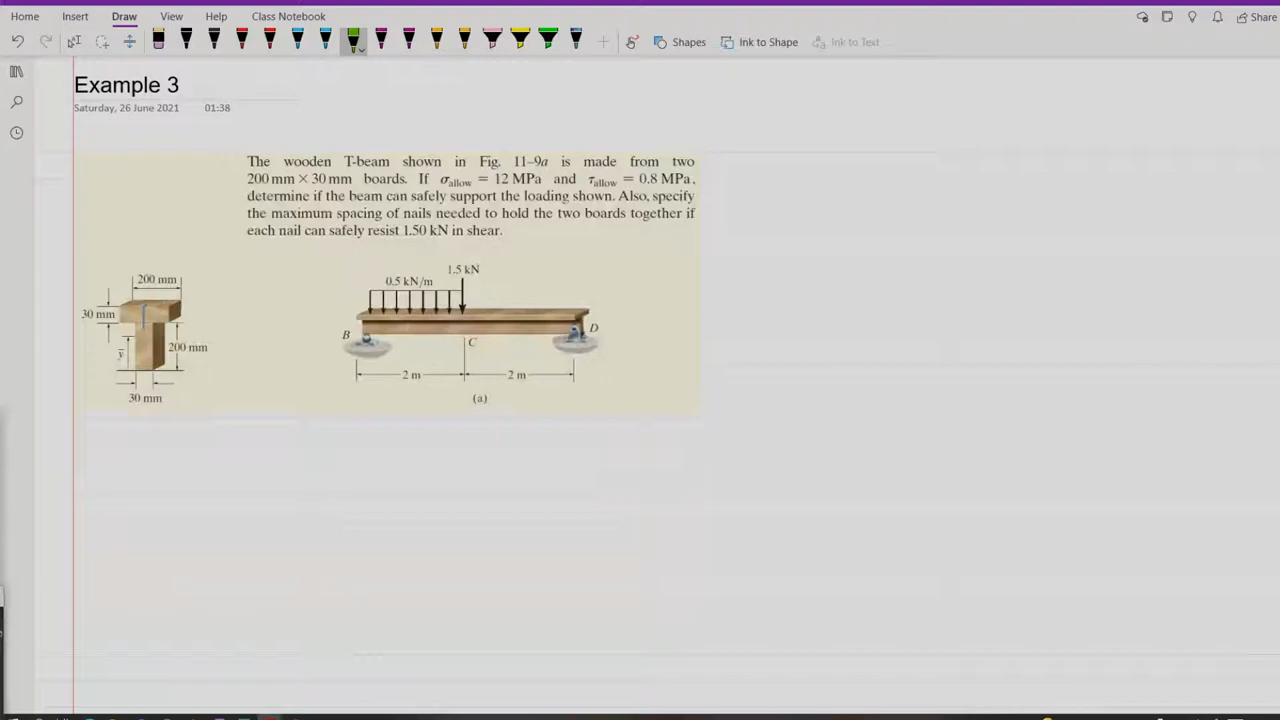 Home Insert Draw View Help Class Notebook Share
Shapes Ink to Shape Ink to Text
Example 3
Saturday, 26 June 2021 01:38
The wooden T-beam shown in Fig. 11–9a is made from two
200 mm × 30 mm boards. If σallow = 12 MPa and τallow = 0.8 MPa,
determine if the beam can safely support the loading shown. Also, specify
the maximum spacing of nails needed to hold the two boards together if
each nail can safely resist 1.50 kN in shear.
1.5 kN
200 mm
0.5 kN/m
30 mm
B
D
C
200 mm
y̅
2 m
2 m
30 mm
(a)